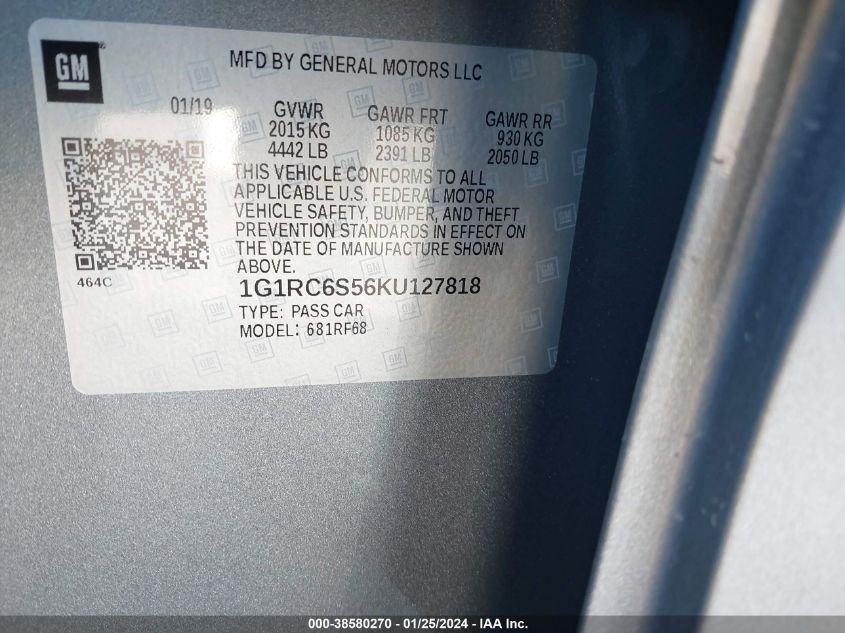 GM
MFD BY GENERAL MOTORS LLC
01/19
GVWR
2015 KG
4442 LB
GAWR FRT
1085 KG
2391 LB
GAWR RR
930 KG
2050 LB
THIS VEHICLE CONFORMS TO ALL
APPLICABLE U.S. FEDERAL MOTOR
VEHICLE SAFETY, BUMPER, AND THEFT
PREVENTION STANDARDS IN EFFECT ON
THE DATE OF MANUFACTURE SHOWN
ABOVE.
464C
1G1RC6S56KU127818
TYPE: PASS CAR
MODEL: 681RF68
000-38580270 - 01/25/2024 - IAA Inc.